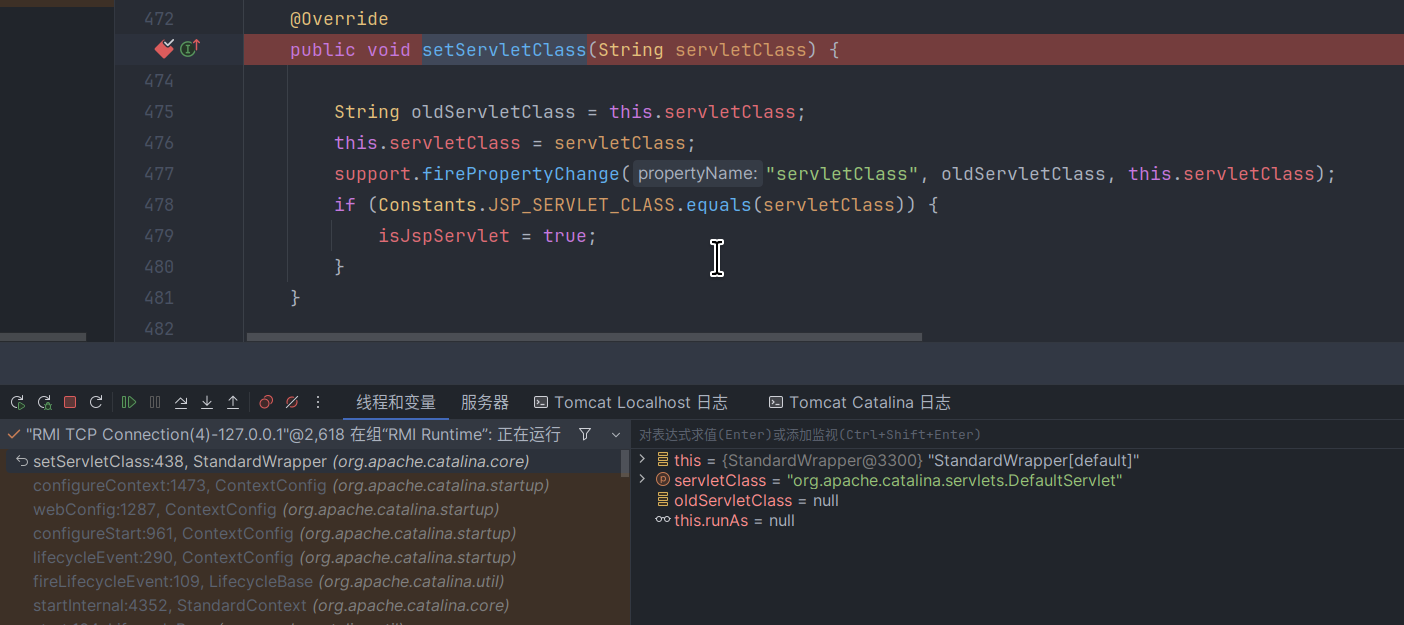 472
@Override
public void setServletClass(String servletClass) {
474
475 String oldServletClass = this.servletClass;
476 this.servletClass = servletClass;
477 support.firePropertyChange( propertyName: "servletClass", oldServletClass, this.servletClass);
478 if (Constants.JSP_SERVLET_CLASS.equals(servletClass)) {
479 isJspServlet = true;
480 }
481 }
482
线程和变量 服务器 Tomcat Localhost 日志 Tomcat Catalina 日志
"RMI TCP Connection(4)-127.0.0.1"@2,618 在组“RMI Runtime”: 正在运行
setServletClass:438, StandardWrapper (org.apache.catalina.core)
configureContext:1473, ContextConfig (org.apache.catalina.startup)
webConfig:1287, ContextConfig (org.apache.catalina.startup)
configureStart:961, ContextConfig (org.apache.catalina.startup)
lifecycleEvent:290, ContextConfig (org.apache.catalina.startup)
fireLifecycleEvent:109, LifecycleBase (org.apache.catalina.util)
startInternal:4352, StandardContext (org.apache.catalina.core)
对表达式求值(Enter)或添加监视(Ctrl+Shift+Enter)
this = {StandardWrapper@3300} "StandardWrapper[default]"
servletClass = "org.apache.catalina.servlets.DefaultServlet"
oldServletClass = null
this.runAs = null